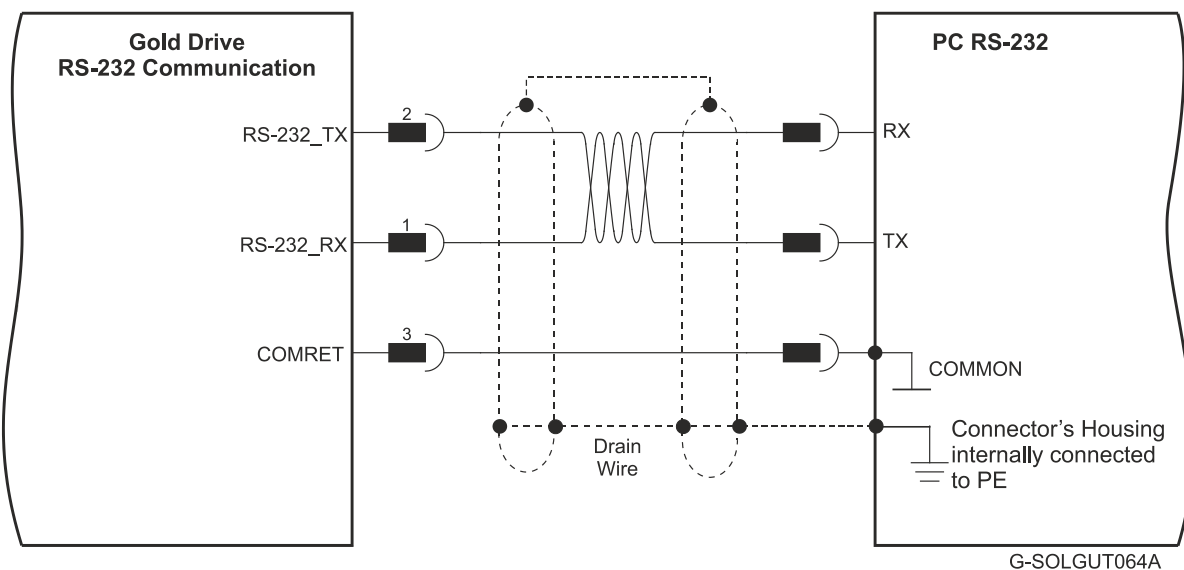 Gold Drive
RS-232 Communication
PC RS-232
2
RS-232_TX
RX
1
RS-232_RX
TX
3
COMRET
COMMON
Drain
Wire
Connector's Housing
internally connected
to PE
G-SOLGUT064A